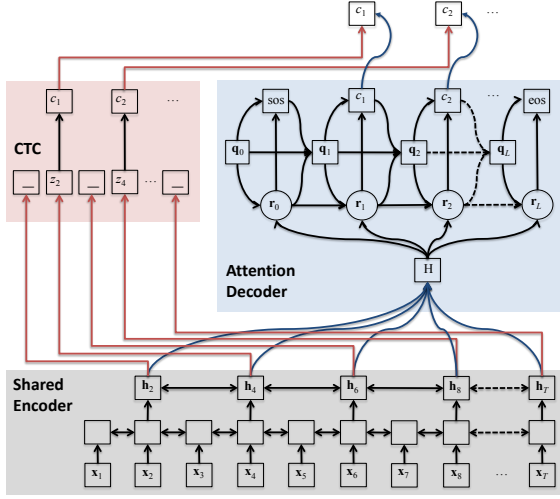 c1 c2 ...
c1 c2 ...
CTC
_ z2 _ z4 ... _
sos c1 c2 ... eos
q0 q1 q2 qL
r0 r1 r2 rL
H
Attention
Decoder
Shared
Encoder
h2 h4 h6 h8 hT
x1 x2 x3 x4 x5 x6 x7 x8 ... xT